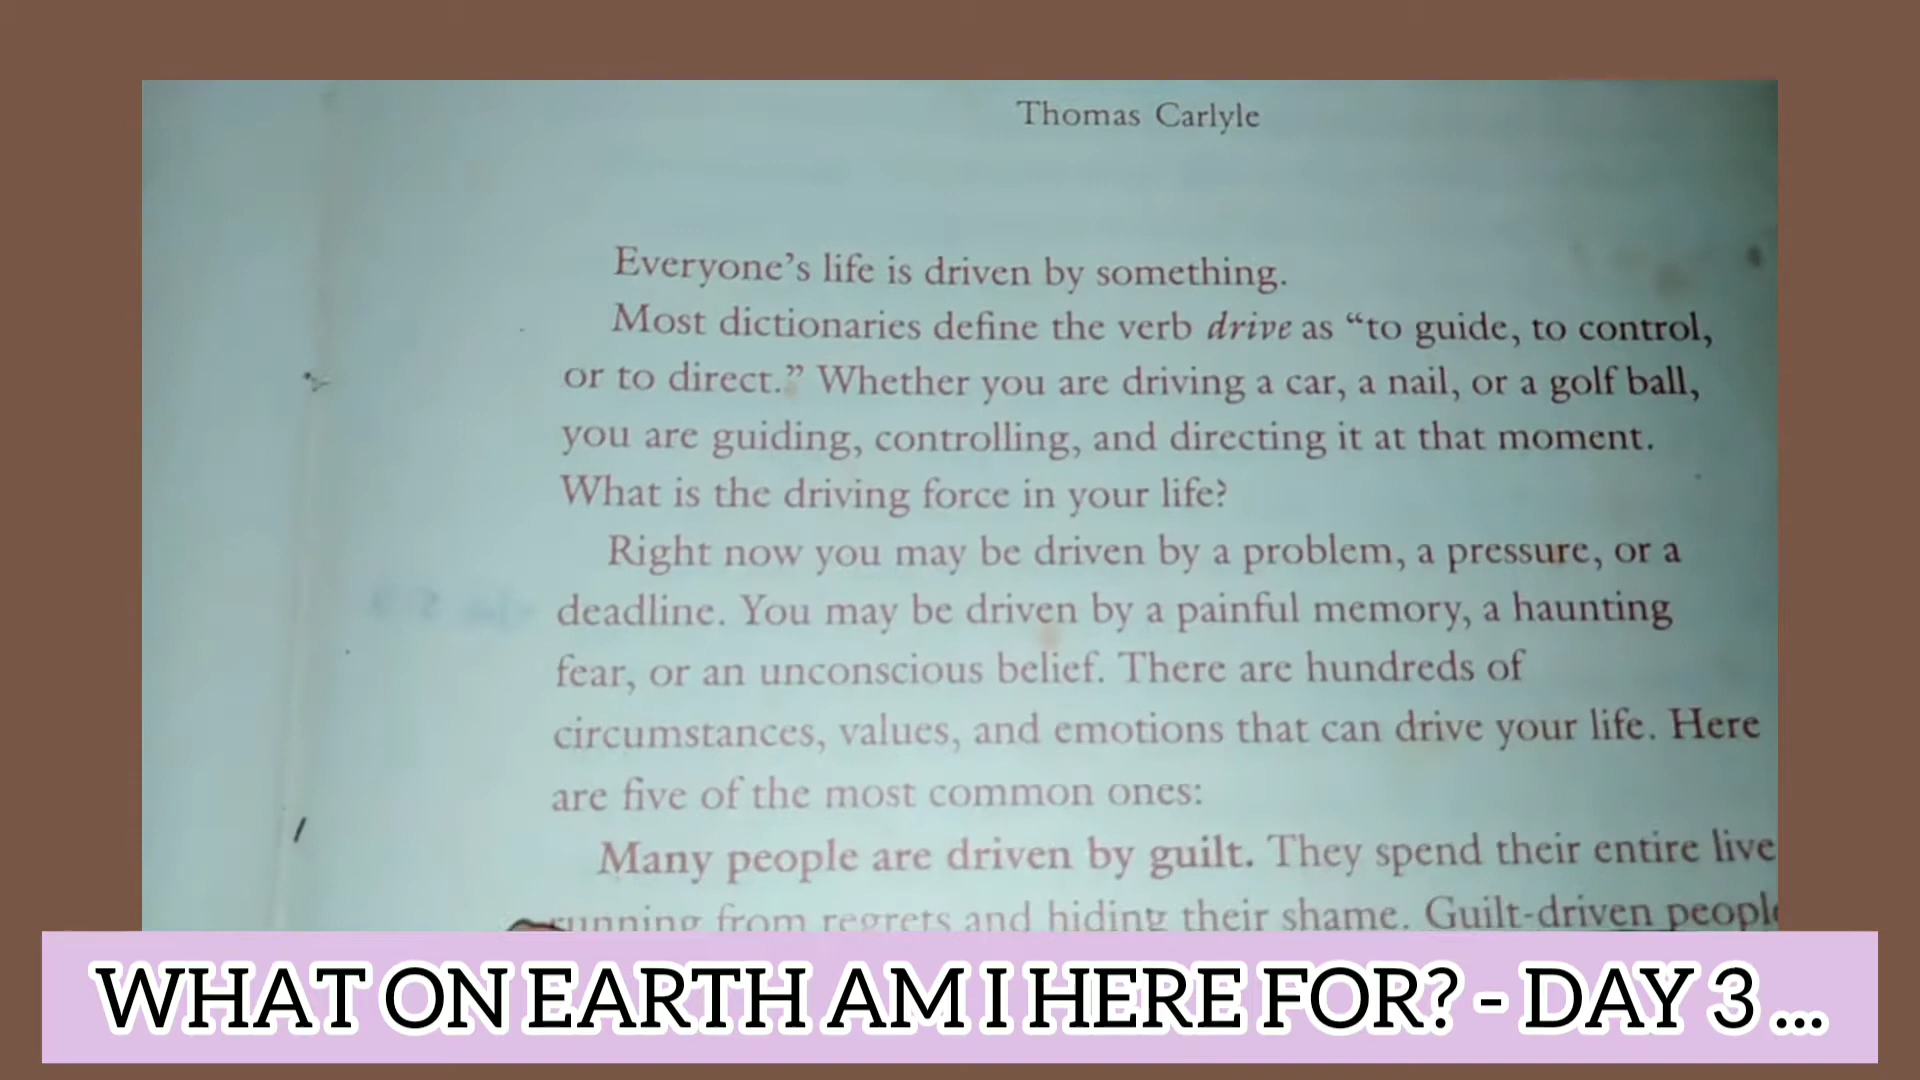 Thomas Carlyle
Everyone's life is driven by something.
Most dictionaries define the verb drive as “to guide, to control,
or to direct.” Whether you are driving a car, a nail, or a golf ball,
you are guiding, controlling, and directing it at that moment.
What is the driving force in your life?
Right now you may be driven by a problem, a pressure, or a
deadline. You may be driven by a painful memory, a haunting
fear, or an unconscious belief. There are hundreds of
circumstances, values, and emotions that can drive your life. Here
are five of the most common ones:
Many people are driven by guilt. They spend their entire live
running from regrets and hiding their shame. Guilt-driven people
WHAT ON EARTH AM I HERE FOR? - DAY 3 ...